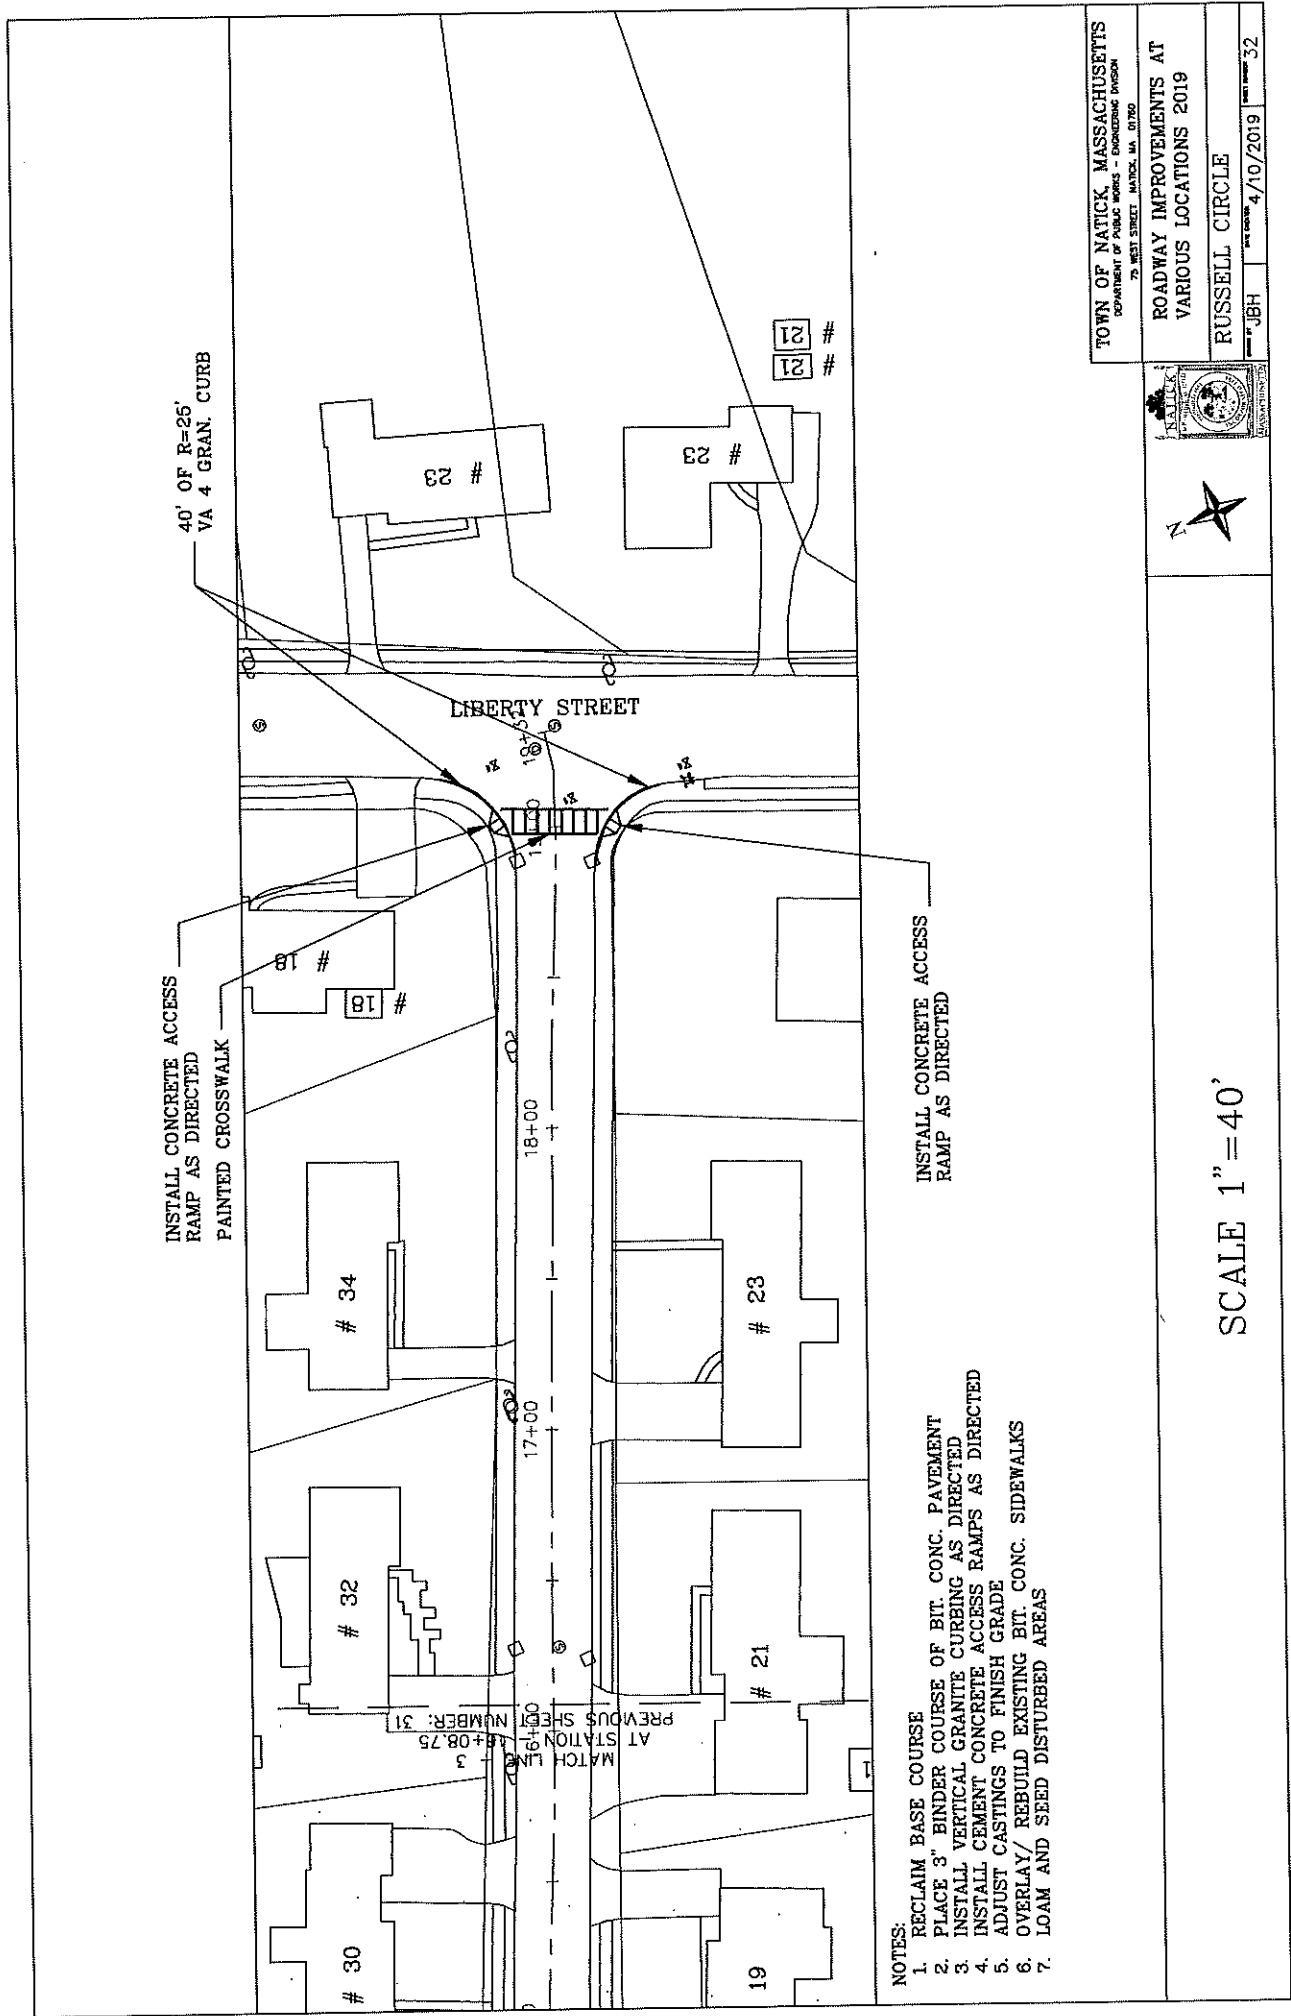 40' OF R=25'
VA 4 GRAN. CURB
INSTALL CONCRETE ACCESS
RAMP AS DIRECTED
PAINTED CROSSWALK
LIBERTY STREET
# 23
# 23
# 21
# 21
# 18
# 18
# 34
# 32
# 30
# 23
# 21
19
1
18+00
17+00
MATCH LINE - 3
AT STATION - 16+08.75
PREVIOUS SHEET NUMBER: 31
INSTALL CONCRETE ACCESS
RAMP AS DIRECTED
NOTES:
1. RECLAIM BASE COURSE
2. PLACE 3" BINDER COURSE OF BIT. CONC. PAVEMENT
3. INSTALL VERTICAL GRANITE CURBING AS DIRECTED
4. INSTALL CEMENT CONCRETE ACCESS RAMPS AS DIRECTED
5. ADJUST CASTINGS TO FINISH GRADE
6. OVERLAY/ REBUILD EXISTING BIT. CONC. SIDEWALKS
7. LOAM AND SEED DISTURBED AREAS
SCALE 1"=40'
N
NATICK
MASSACHUSETTS
TOWN OF NATICK, MASSACHUSETTS
DEPARTMENT OF PUBLIC WORKS - ENGINEERING DIVISION
75 WEST STREET NATICK, MA 01760
ROADWAY IMPROVEMENTS AT
VARIOUS LOCATIONS 2019
RUSSELL CIRCLE
JBH
4/10/2019
32